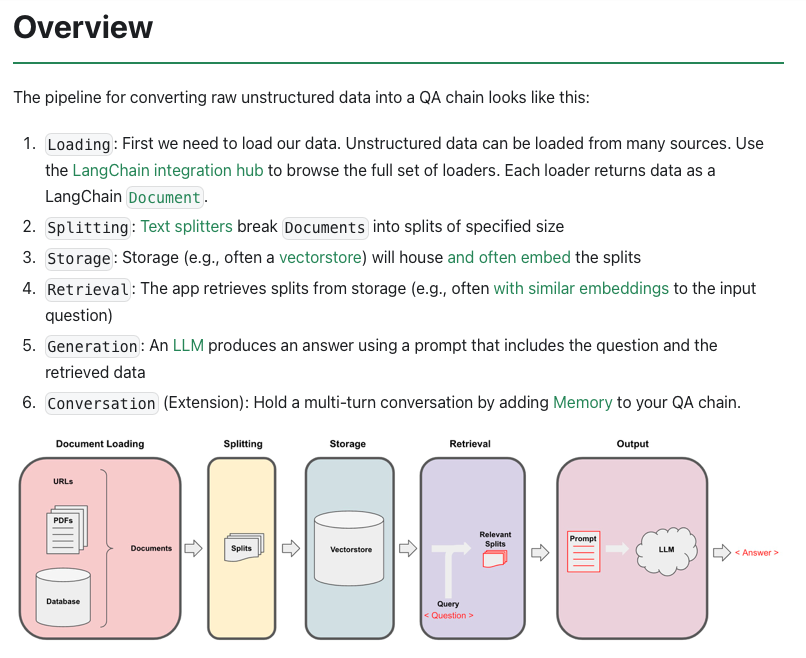 Overview
The pipeline for converting raw unstructured data into a QA chain looks like this:
1. Loading: First we need to load our data. Unstructured data can be loaded from many sources. Use
the LangChain integration hub to browse the full set of loaders. Each loader returns data as a
LangChain Document.
2. Splitting: Text splitters break Documents into splits of specified size
3. Storage: Storage (e.g., often a vectorstore) will house and often embed the splits
4. Retrieval: The app retrieves splits from storage (e.g., often with similar embeddings to the input
question)
5. Generation: An LLM produces an answer using a prompt that includes the question and the
retrieved data
6. Conversation (Extension): Hold a multi-turn conversation by adding Memory to your QA chain.
Document Loading
URLs
PDFs
Database
Documents
Splitting
Splits
Storage
Vectorstore
Retrieval
Relevant
Splits
Query
< Question >
Output
Prompt
LLM
< Answer >